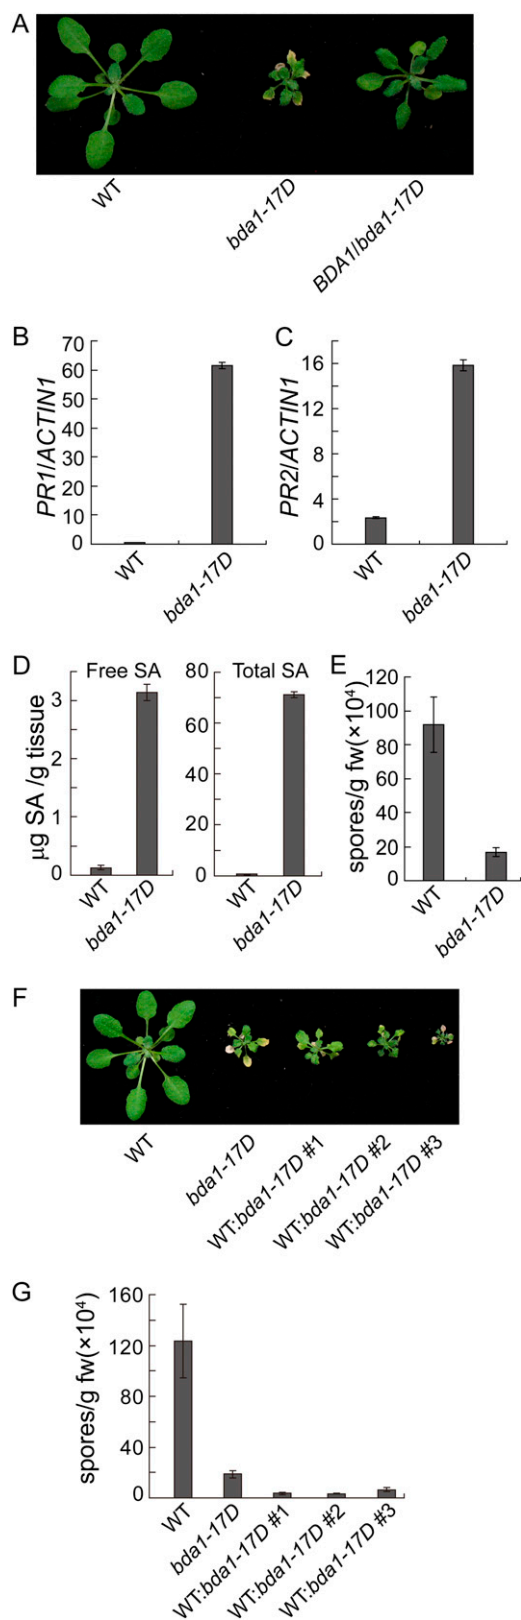 A
WT
bda1-17D
BDA1/bda1-17D
B
PR1/ACTIN1
70
60
50
40
30
20
10
0
WT
bda1-17D
C
PR2/ACTIN1
16
12
8
4
0
WT
bda1-17D
D
µg SA /g tissue
Free SA
3
2
1
0
WT
bda1-17D
Total SA
80
60
40
20
0
WT
bda1-17D
E
spores/g fw(×10⁴)
120
100
80
60
40
20
0
WT
bda1-17D
F
WT
bda1-17D
WT:bda1-17D #1
WT:bda1-17D #2
WT:bda1-17D #3
G
spores/g fw(×10⁴)
160
120
80
40
0
WT
bda1-17D
WT:bda1-17D #1
WT:bda1-17D #2
WT:bda1-17D #3